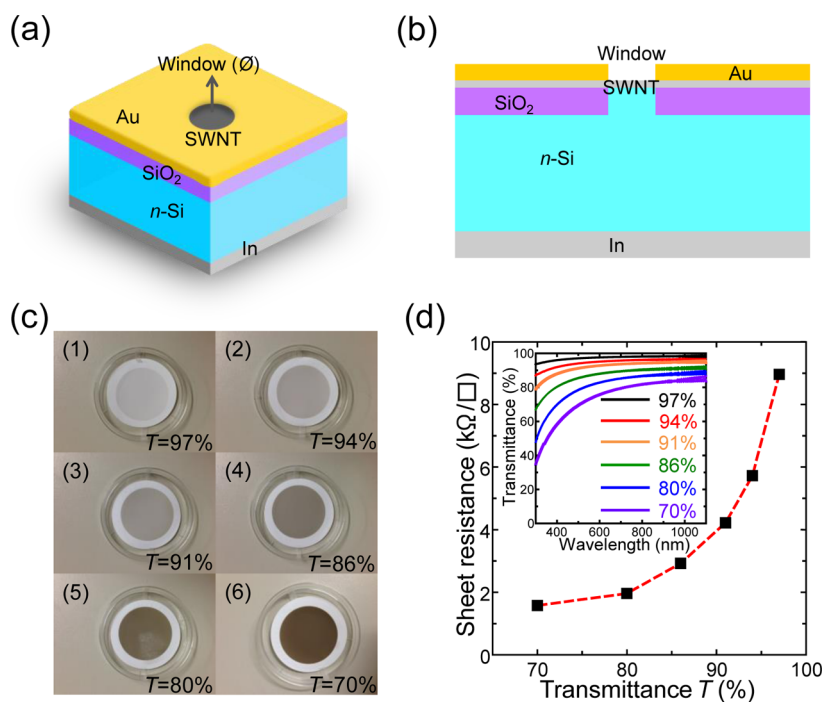 (a)
Window (Ø)
Au
SWNT
SiO₂
n-Si
In
(b)
Window
Au
SWNT
SiO₂
n-Si
In
(c)
(1)
T=97%
(2)
T=94%
(3)
T=91%
(4)
T=86%
(5)
T=80%
(6)
T=70%
(d)
Sheet resistance (kΩ/□)
10
8
6
4
2
0
70
80
90
100
Transmittance T (%)
Transmittance (%)
100
80
60
40
20
0
400
600
800
1000
Wavelength (nm)
97%
94%
91%
86%
80%
70%